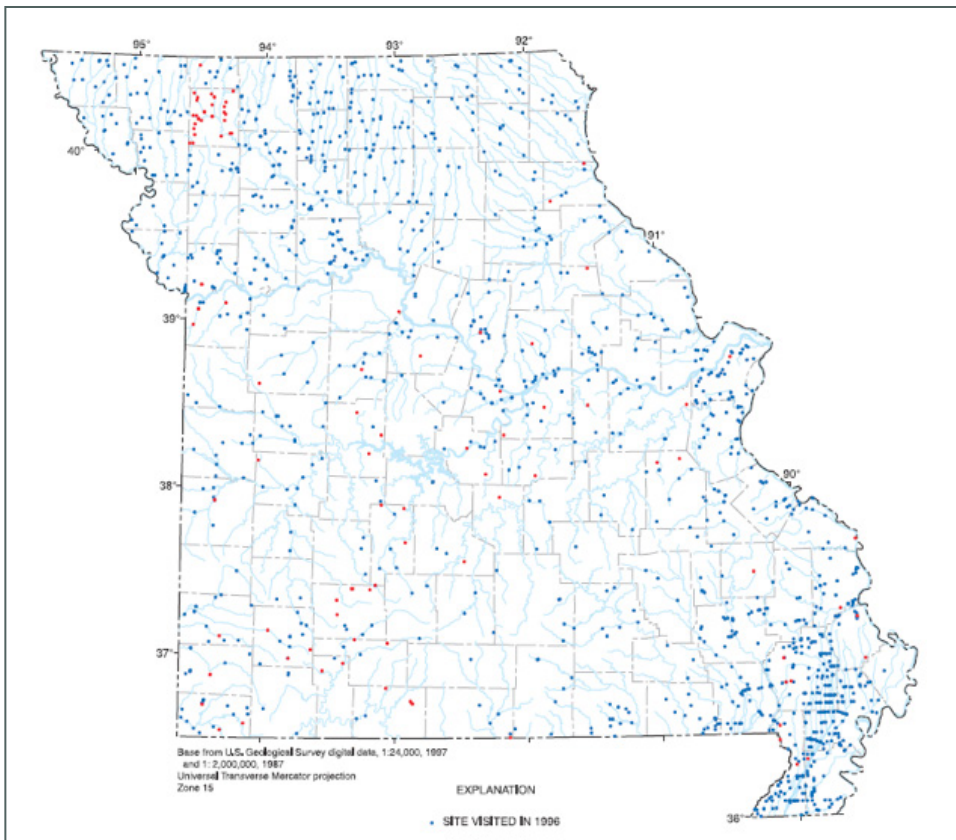 95°
94°
93°
92°
40°
91°
39°
90°
38°
37°
Base from U.S. Geological Survey digital data, 1:24,000, 1997
and 1: 2,000,000, 1987
Universal Transverse Mercator projection
Zone 15
36°
EXPLANATION
SITE VISITED IN 1996